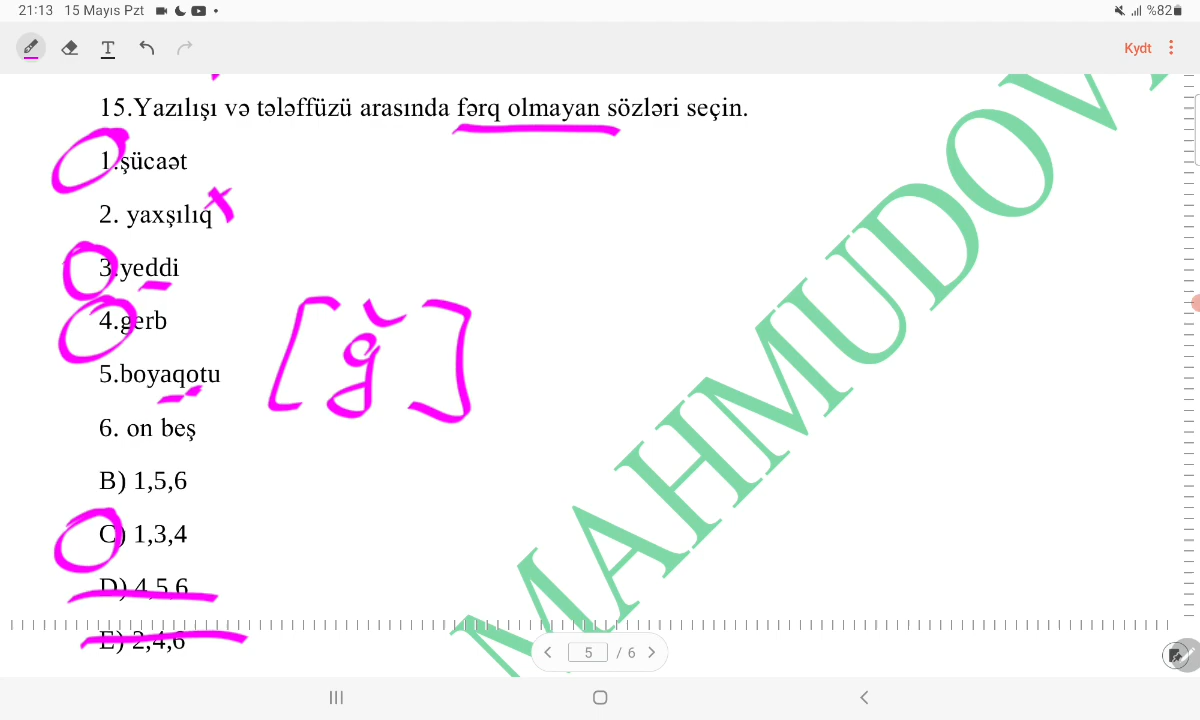 21:13 15 Mayıs Pzt %82
T Kydt
15.Yazılışı və tələffüzü arasında fərq olmayan sözləri seçin.
1.şücaət
2. yaxşılıq
3.yeddi
4.gerb
5.boyaqotu
[ğ]
6. on beş
B) 1,5,6
C) 1,3,4
D) 4,5,6
E) 2,4,6
MAHMUDOV
5 / 6